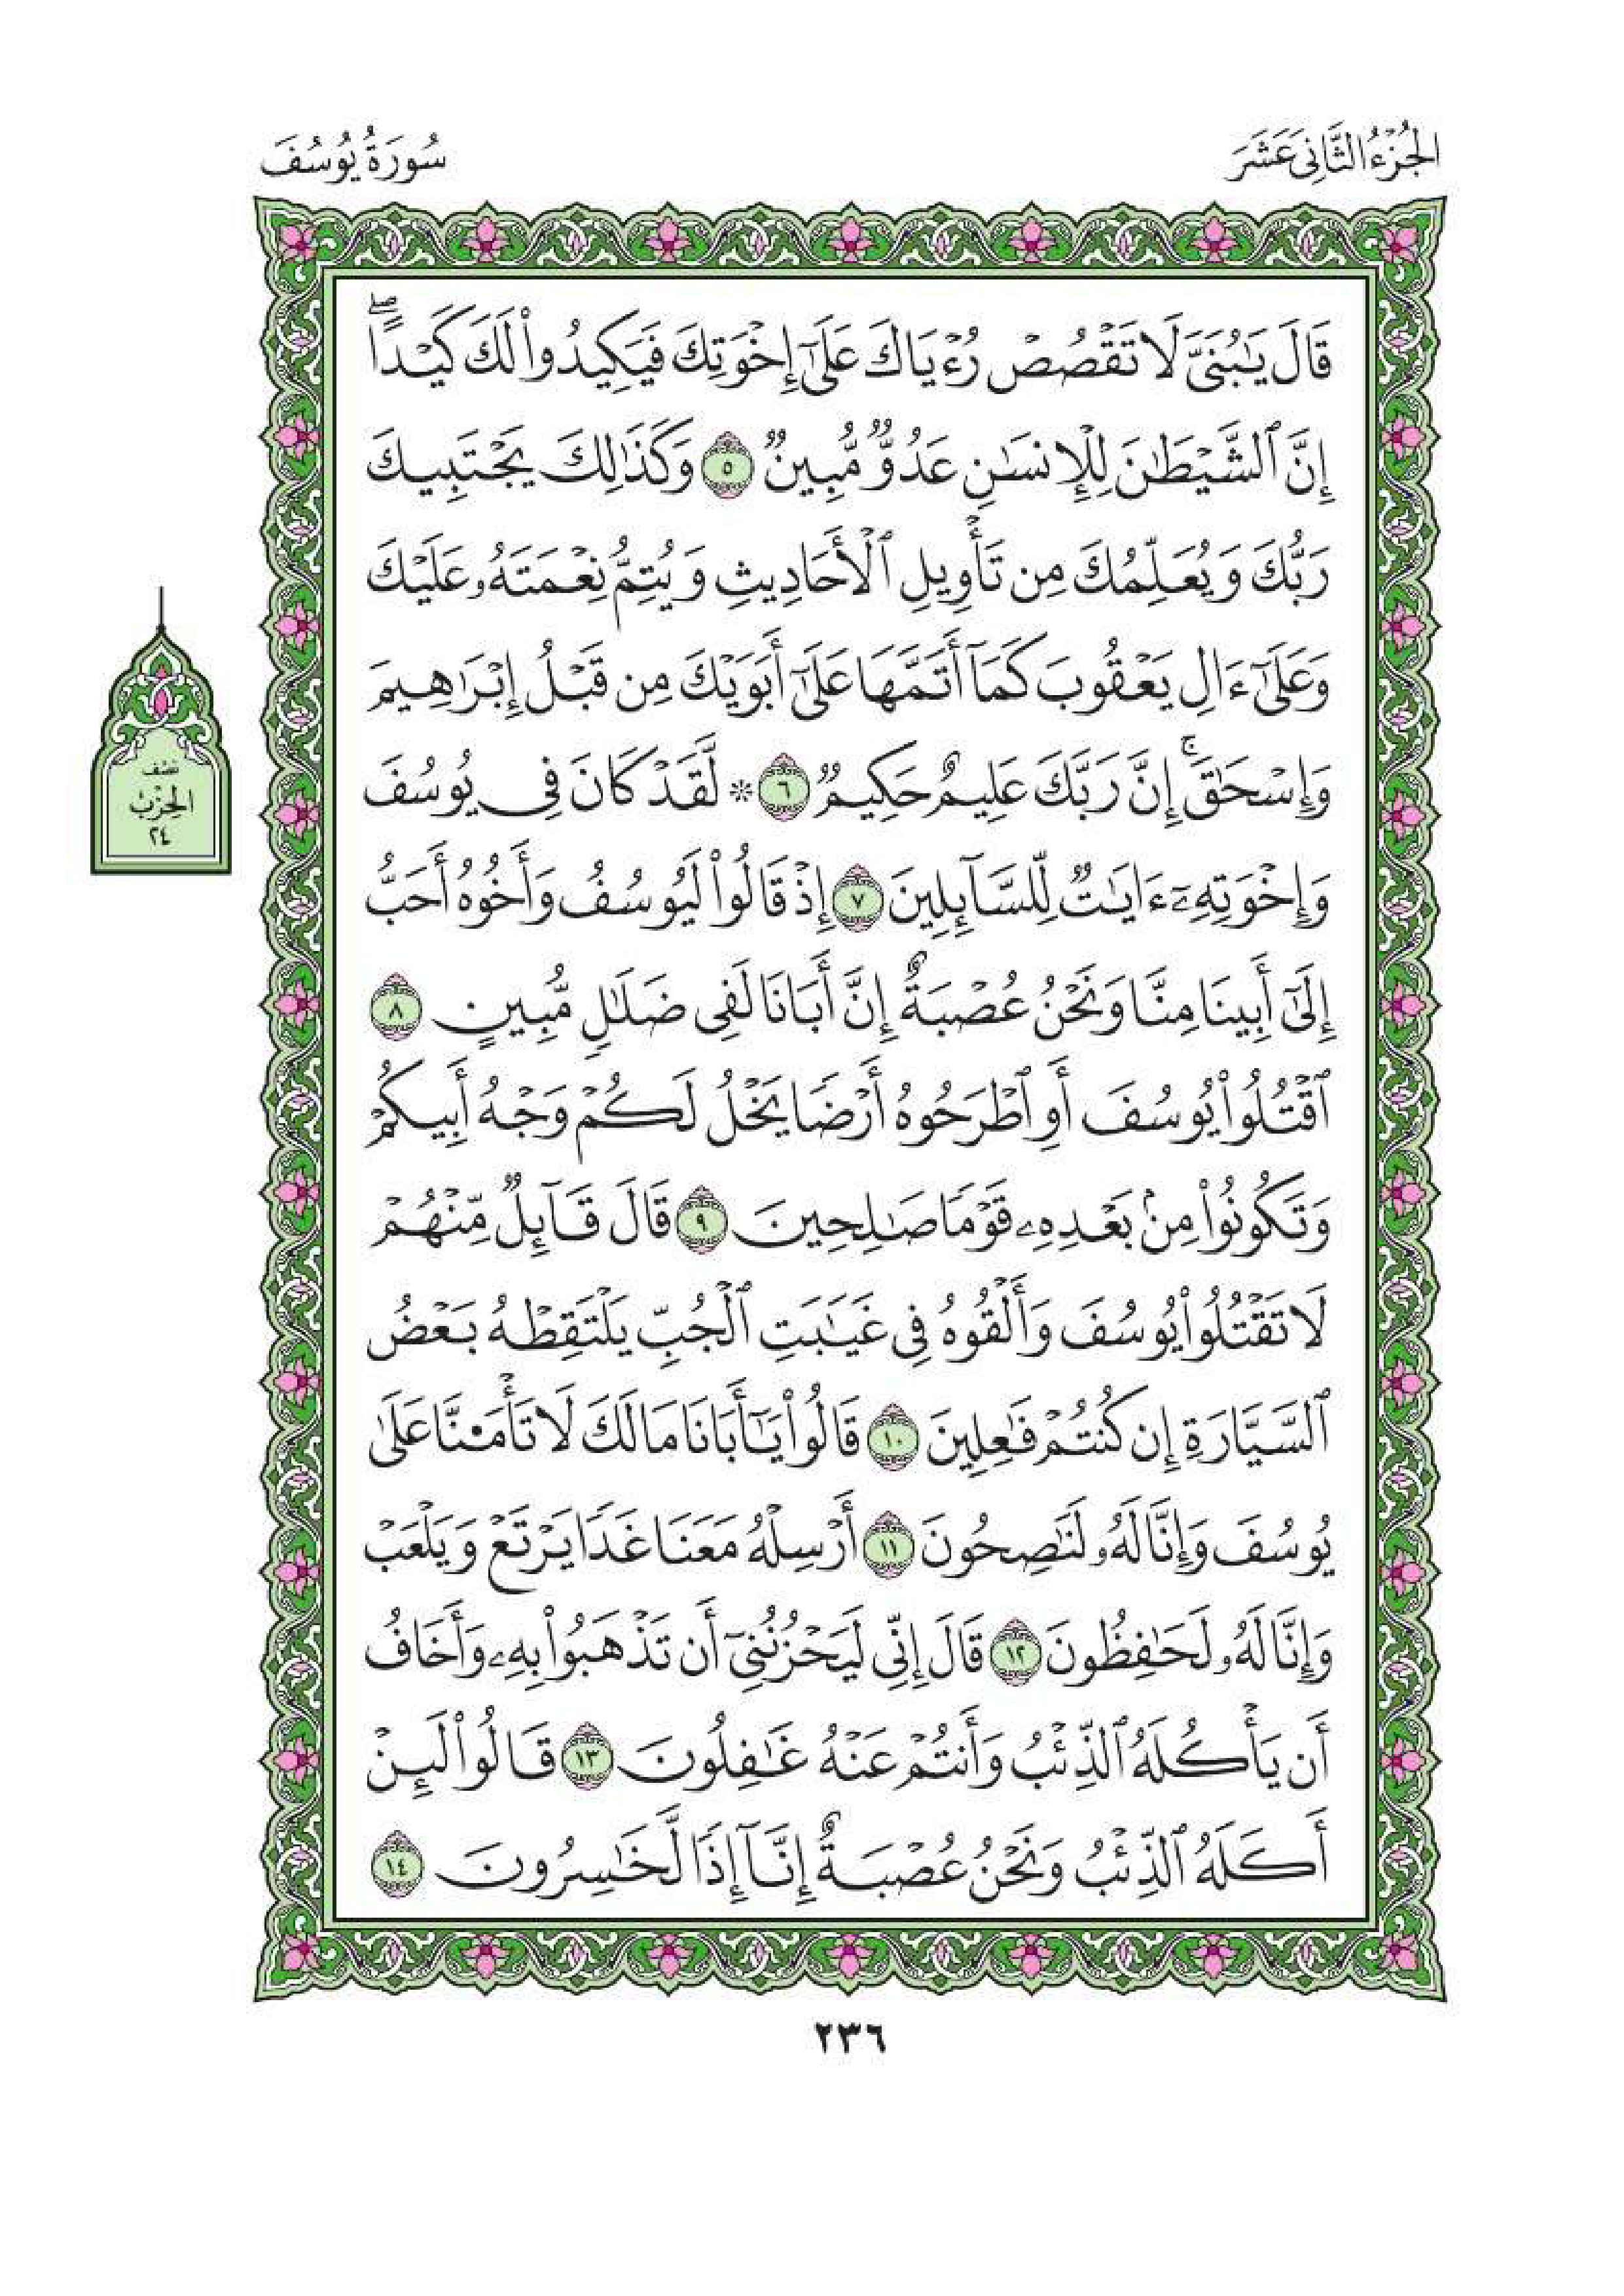 الجُزْءُ الثَّانِي عَشَرَ
سُورَةُ يُوسُفَ
قَالَ يَٰبُنَيَّ لَا تَقۡصُصۡ رُءۡيَاكَ عَلَىٰٓ إِخۡوَتِكَ فَيَكِيدُواْ لَكَ كَيۡدًاۖ
إِنَّ ٱلشَّيۡطَٰنَ لِلۡإِنسَٰنِ عَدُوّٞ مُّبِينٞ ٥ وَكَذَٰلِكَ يَجۡتَبِيكَ
رَبُّكَ وَيُعَلِّمُكَ مِن تَأۡوِيلِ ٱلۡأَحَادِيثِ وَيُتِمُّ نِعۡمَتَهُۥ عَلَيۡكَ
وَعَلَىٰٓ ءَالِ يَعۡقُوبَ كَمَآ أَتَمَّهَا عَلَىٰٓ أَبَوَيۡكَ مِن قَبۡلُ إِبۡرَٰهِيمَ
وَإِسۡحَٰقَۚ إِنَّ رَبَّكَ عَلِيمٌ حَكِيمٞ ٦ ۞ لَّقَدۡ كَانَ فِي يُوسُفَ
وَإِخۡوَتِهِۦٓ ءَايَٰتٞ لِّلسَّآئِلِينَ ٧ إِذۡ قَالُواْ لَيُوسُفُ وَأَخُوهُ أَحَبُّ
إِلَىٰٓ أَبِينَا مِنَّا وَنَحۡنُ عُصۡبَةٌ إِنَّ أَبَانَا لَفِي ضَلَٰلٖ مُّبِينٍ ٨
ٱقۡتُلُواْ يُوسُفَ أَوِ ٱطۡرَحُوهُ أَرۡضٗا يَخۡلُ لَكُمۡ وَجۡهُ أَبِيكُمۡ
وَتَكُونُواْ مِنۢ بَعۡدِهِۦ قَوۡمٗا صَٰلِحِينَ ٩ قَالَ قَآئِلٞ مِّنۡهُمۡ
لَا تَقۡتُلُواْ يُوسُفَ وَأَلۡقُوهُ فِي غَيَٰبَتِ ٱلۡجُبِّ يَلۡتَقِطۡهُ بَعۡضُ
ٱلسَّيَّارَةِ إِن كُنتُمۡ فَٰعِلِينَ ١٠ قَالُواْ يَٰٓأَبَانَا مَا لَكَ لَا تَأۡمَ۬نَّا عَلَىٰ
يُوسُفَ وَإِنَّا لَهُۥ لَنَٰصِحُونَ ١١ أَرۡسِلۡهُ مَعَنَا غَدٗا يَرۡتَعۡ وَيَلۡعَبۡ
وَإِنَّا لَهُۥ لَحَٰفِظُونَ ١٢ قَالَ إِنِّي لَيَحۡزُنُنِيٓ أَن تَذۡهَبُواْ بِهِۦ وَأَخَافُ
أَن يَأۡكُلَهُ ٱلذِّئۡبُ وَأَنتُمۡ عَنۡهُ غَٰفِلُونَ ١٣ قَالُواْ لَئِنۡ
أَكَلَهُ ٱلذِّئۡبُ وَنَحۡنُ عُصۡبَةٌ إِنَّآ إِذٗا لَّخَٰسِرُونَ ١٤
نصْف
الحِزْب
٢٤
٢٣٦